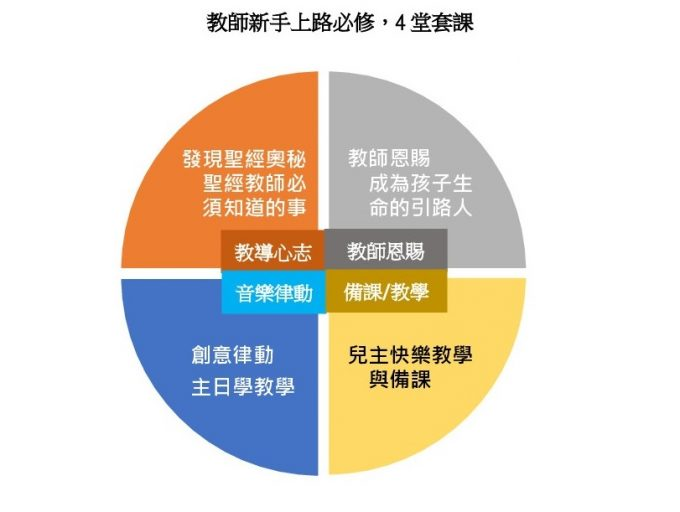 教師新手上路必修，4 堂套課
發現聖經奧秘
聖經教師必
須知道的事
教師恩賜
成為孩子生
命的引路人
教導心志
教師恩賜
音樂律動
備課/教學
創意律動
主日學教學
兒主快樂教學
與備課